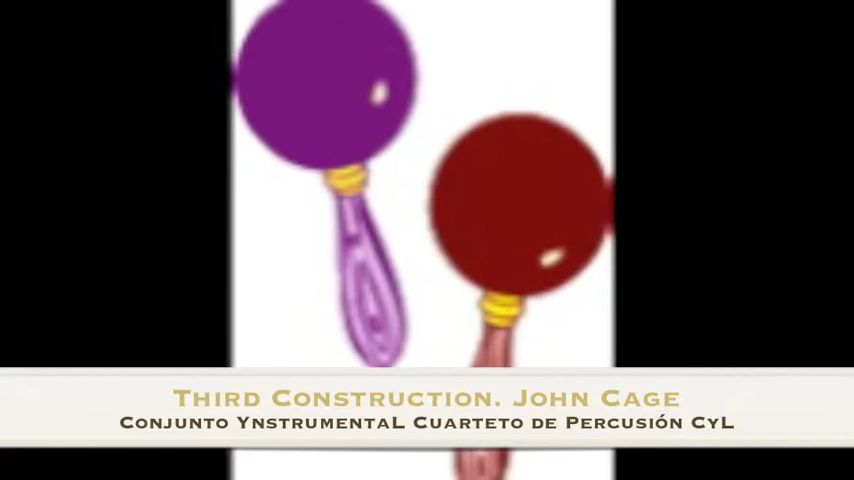 Third Construction. John Cage
Conjunto YnstrumentaL Cuarteto de Percusión CyL